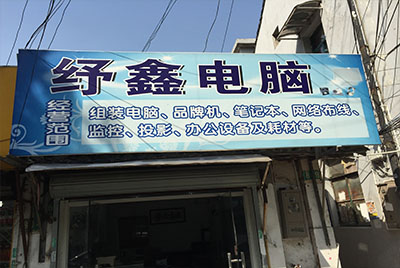 纾鑫电脑
经营范围
组装电脑、品牌机、笔记本、网络布线、
监控、投影、办公设备及耗材等。